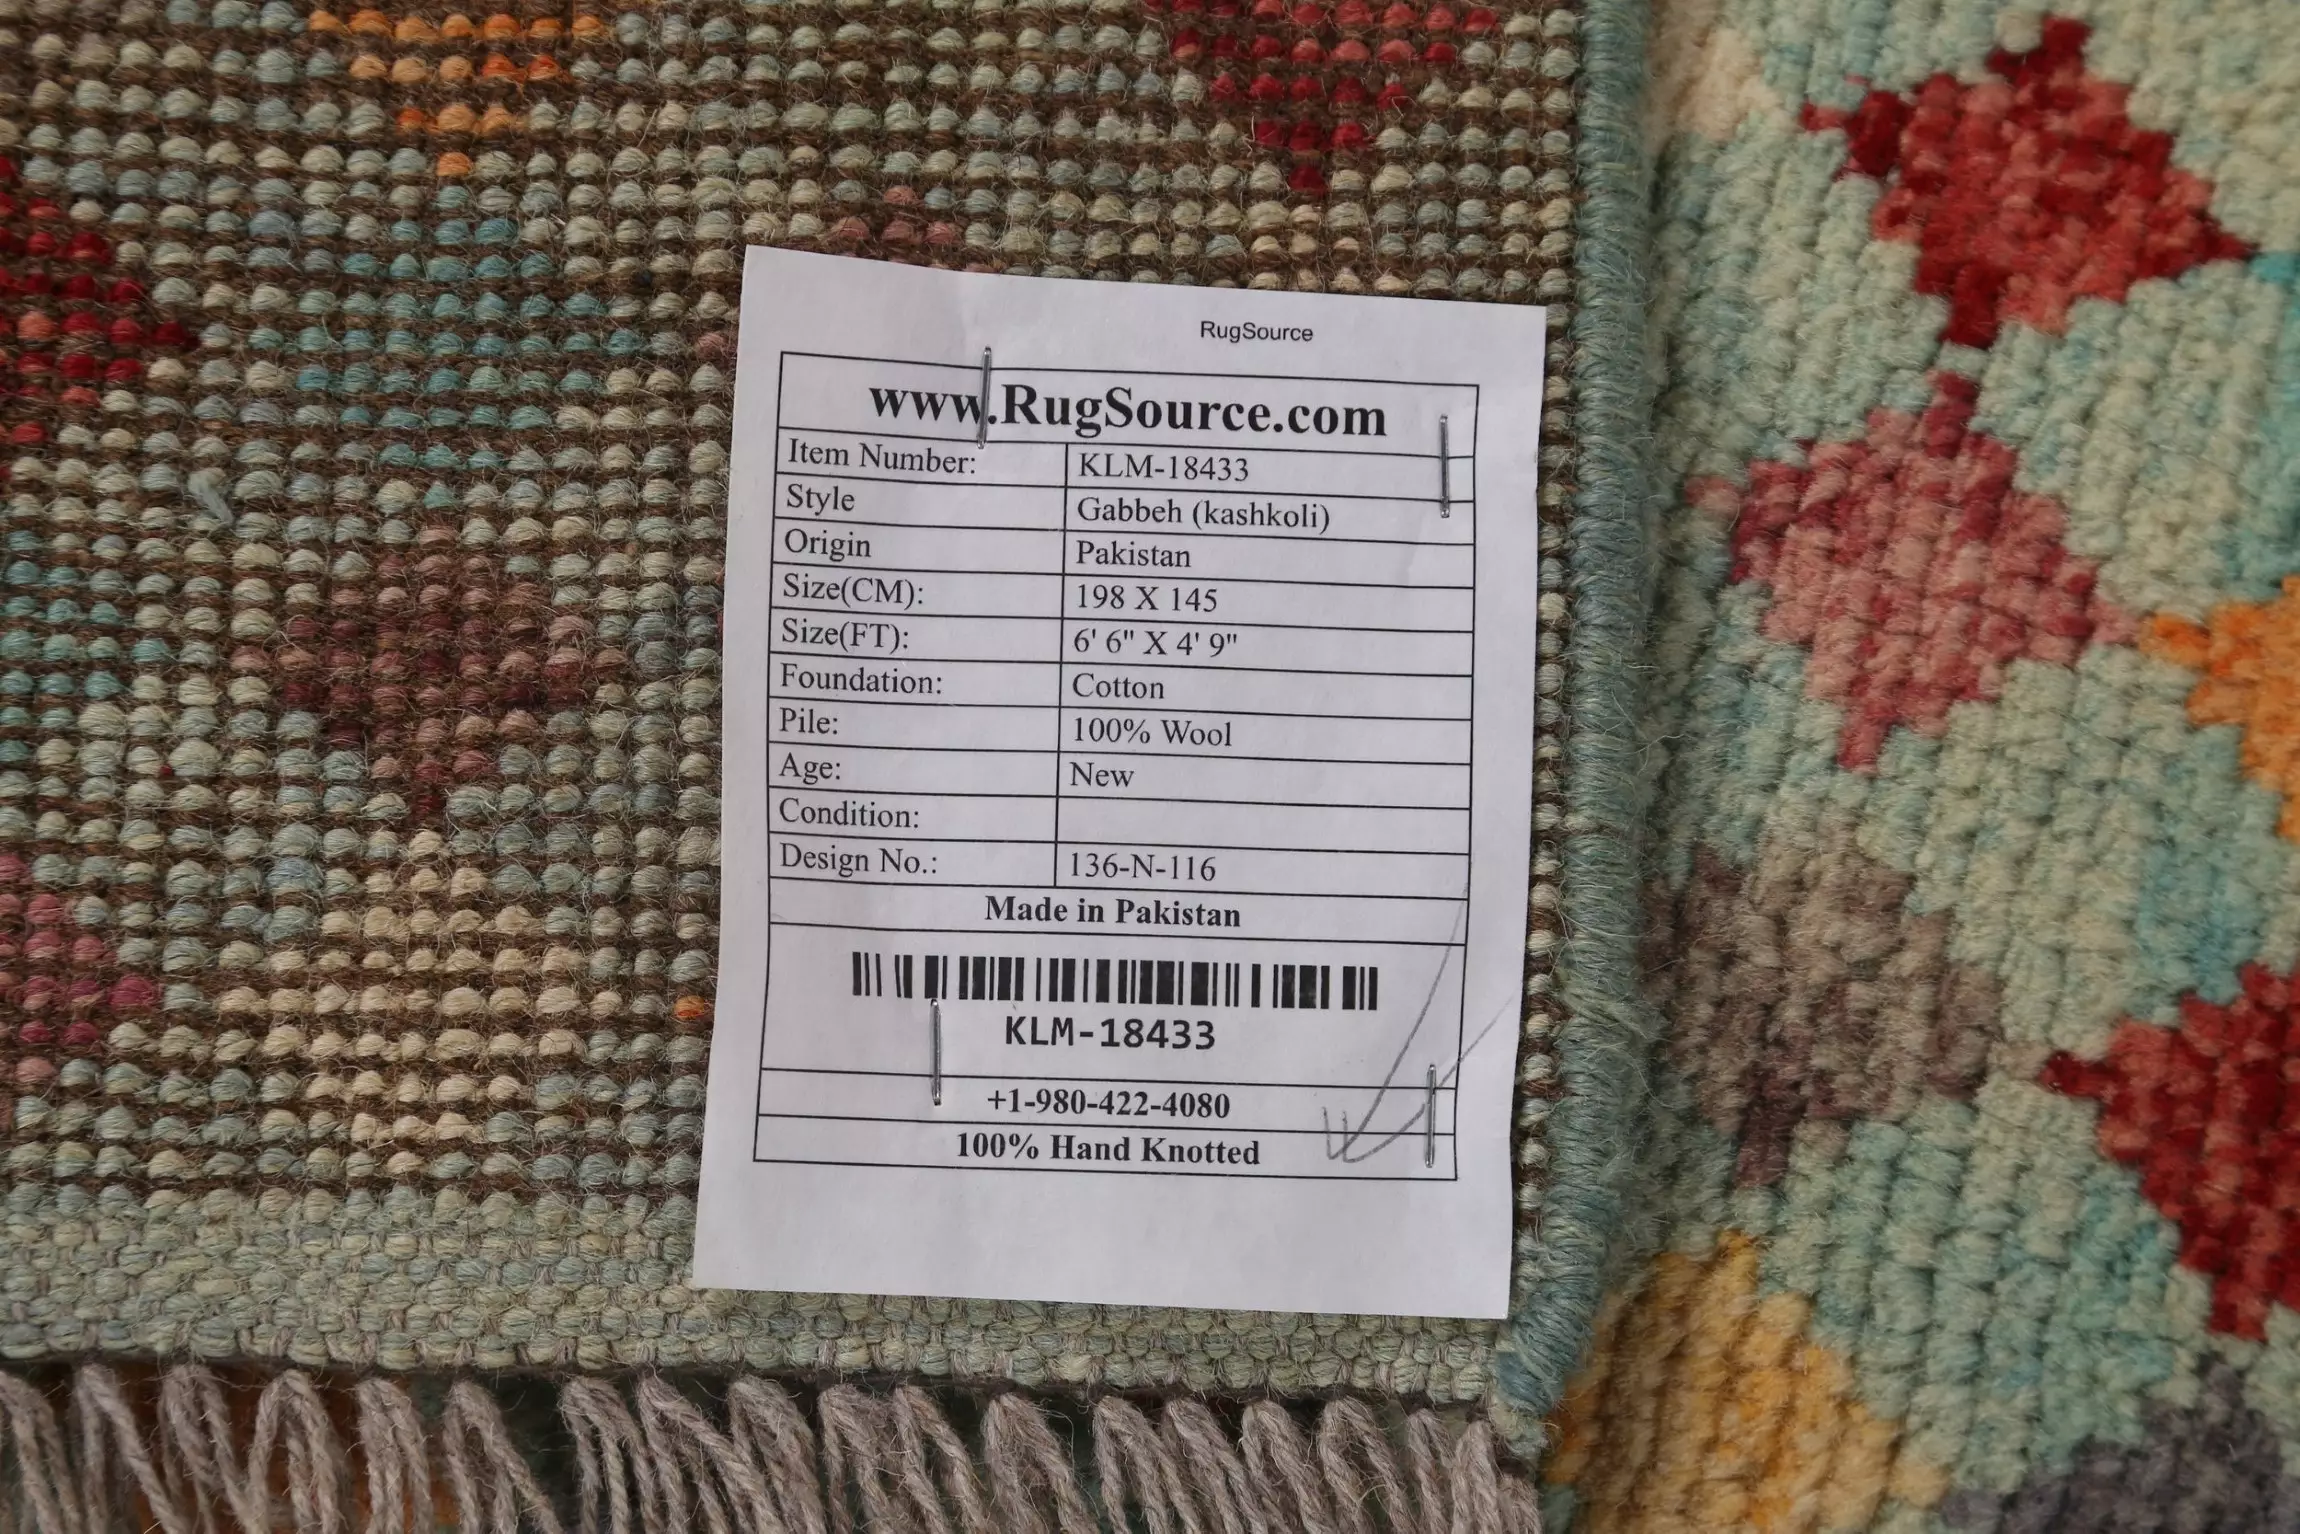 RugSource
www.RugSource.com
Item Number: KLM-18433
Style Gabbeh (kashkoli)
Origin Pakistan
Size(CM): 198 X 145
Size(FT): 6' 6" X 4' 9"
Foundation: Cotton
Pile: 100% Wool
Age: New
Condition:
Design No.: 136-N-116
Made in Pakistan
KLM-18433
+1-980-422-4080
100% Hand Knotted